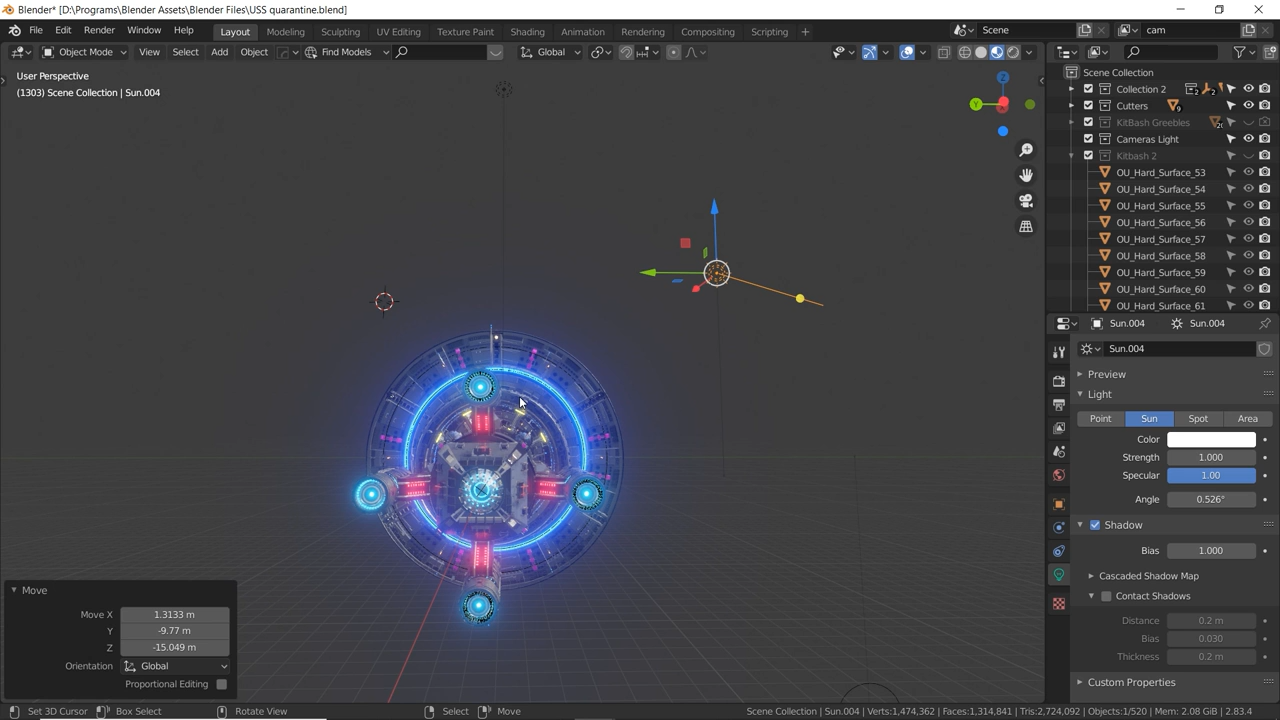 Blender* [D:\Programs\Blender Assets\Blender Files\USS quarantine.blend]
File Edit Render Window Help Layout Modeling Sculpting UV Editing Texture Paint Shading Animation Rendering Compositing Scripting + Scene cam
Object Mode View Select Add Object Find Models Global
User Perspective
(1303) Scene Collection | Sun.004
Z
Y
Scene Collection
Collection 2 2 2
Cutters 9
KitBash Greebles
Cameras Light
Kitbash 2
OU_Hard_Surface_53
OU_Hard_Surface_54
OU_Hard_Surface_55
OU_Hard_Surface_56
OU_Hard_Surface_57
OU_Hard_Surface_58
OU_Hard_Surface_59
OU_Hard_Surface_60
OU_Hard_Surface_61
Sun.004 Sun.004
Sun.004
Preview
Light
Point Sun Spot Area
Color
Strength 1.000
Specular 1.00
Angle 0.526°
Shadow
Bias 1.000
Cascaded Shadow Map
Contact Shadows
Distance 0.2 m
Bias 0.030
Thickness 0.2 m
Custom Properties
Move
Move X 1.3133 m
Y -9.77 m
Z -15.049 m
Orientation Global
Proportional Editing
Set 3D Cursor Box Select Rotate View Select Move Scene Collection | Sun.004 | Verts:1,474,362 | Faces:1,314,841 | Tris:2,724,092 | Objects:1/520 | Mem: 2.08 GiB | 2.83.4